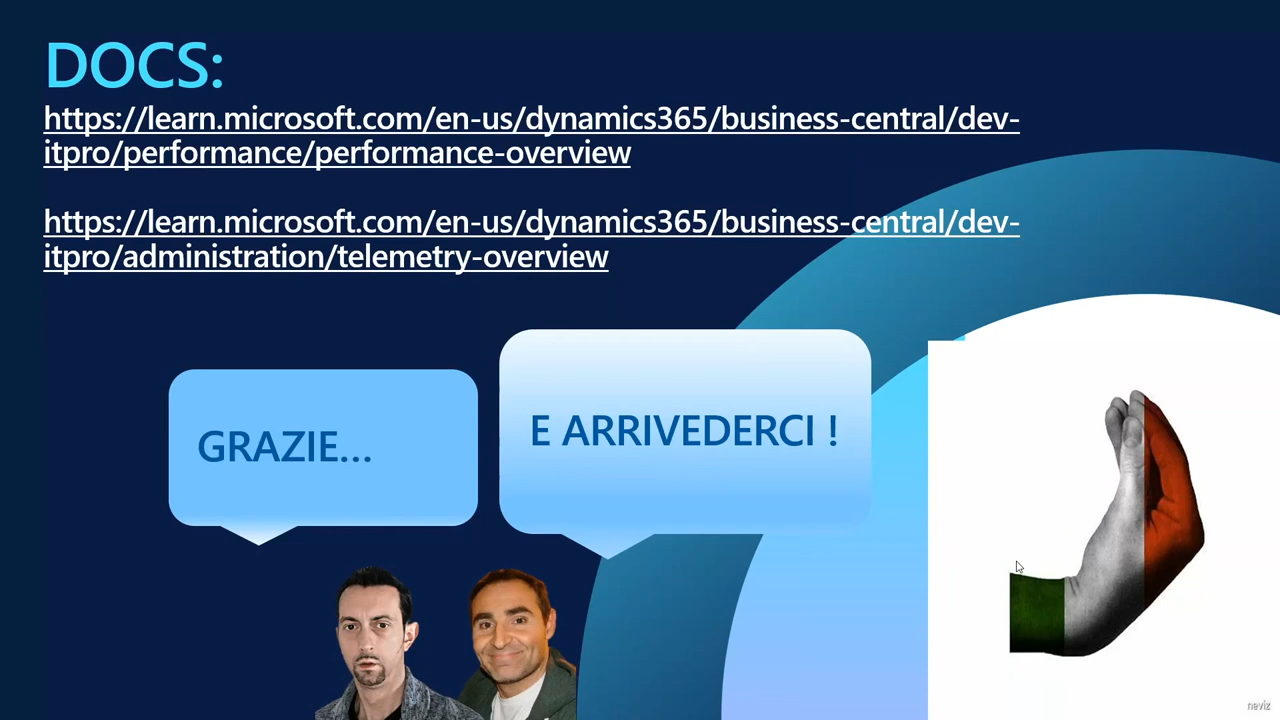 DOCS:
https://learn.microsoft.com/en-us/dynamics365/business-central/dev-
itpro/performance/performance-overview
https://learn.microsoft.com/en-us/dynamics365/business-central/dev-
itpro/administration/telemetry-overview
GRAZIE...
E ARRIVEDERCI !
neviz